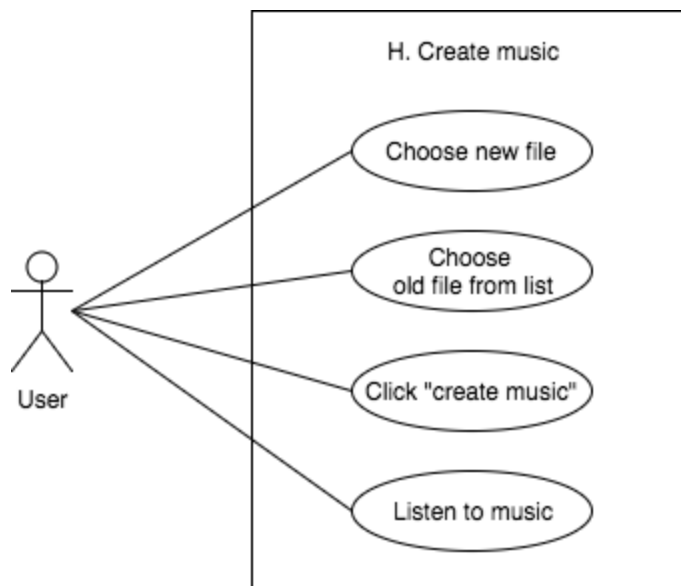 H. Create music
Choose new file
Choose
old file from list
Click "create music"
Listen to music
User